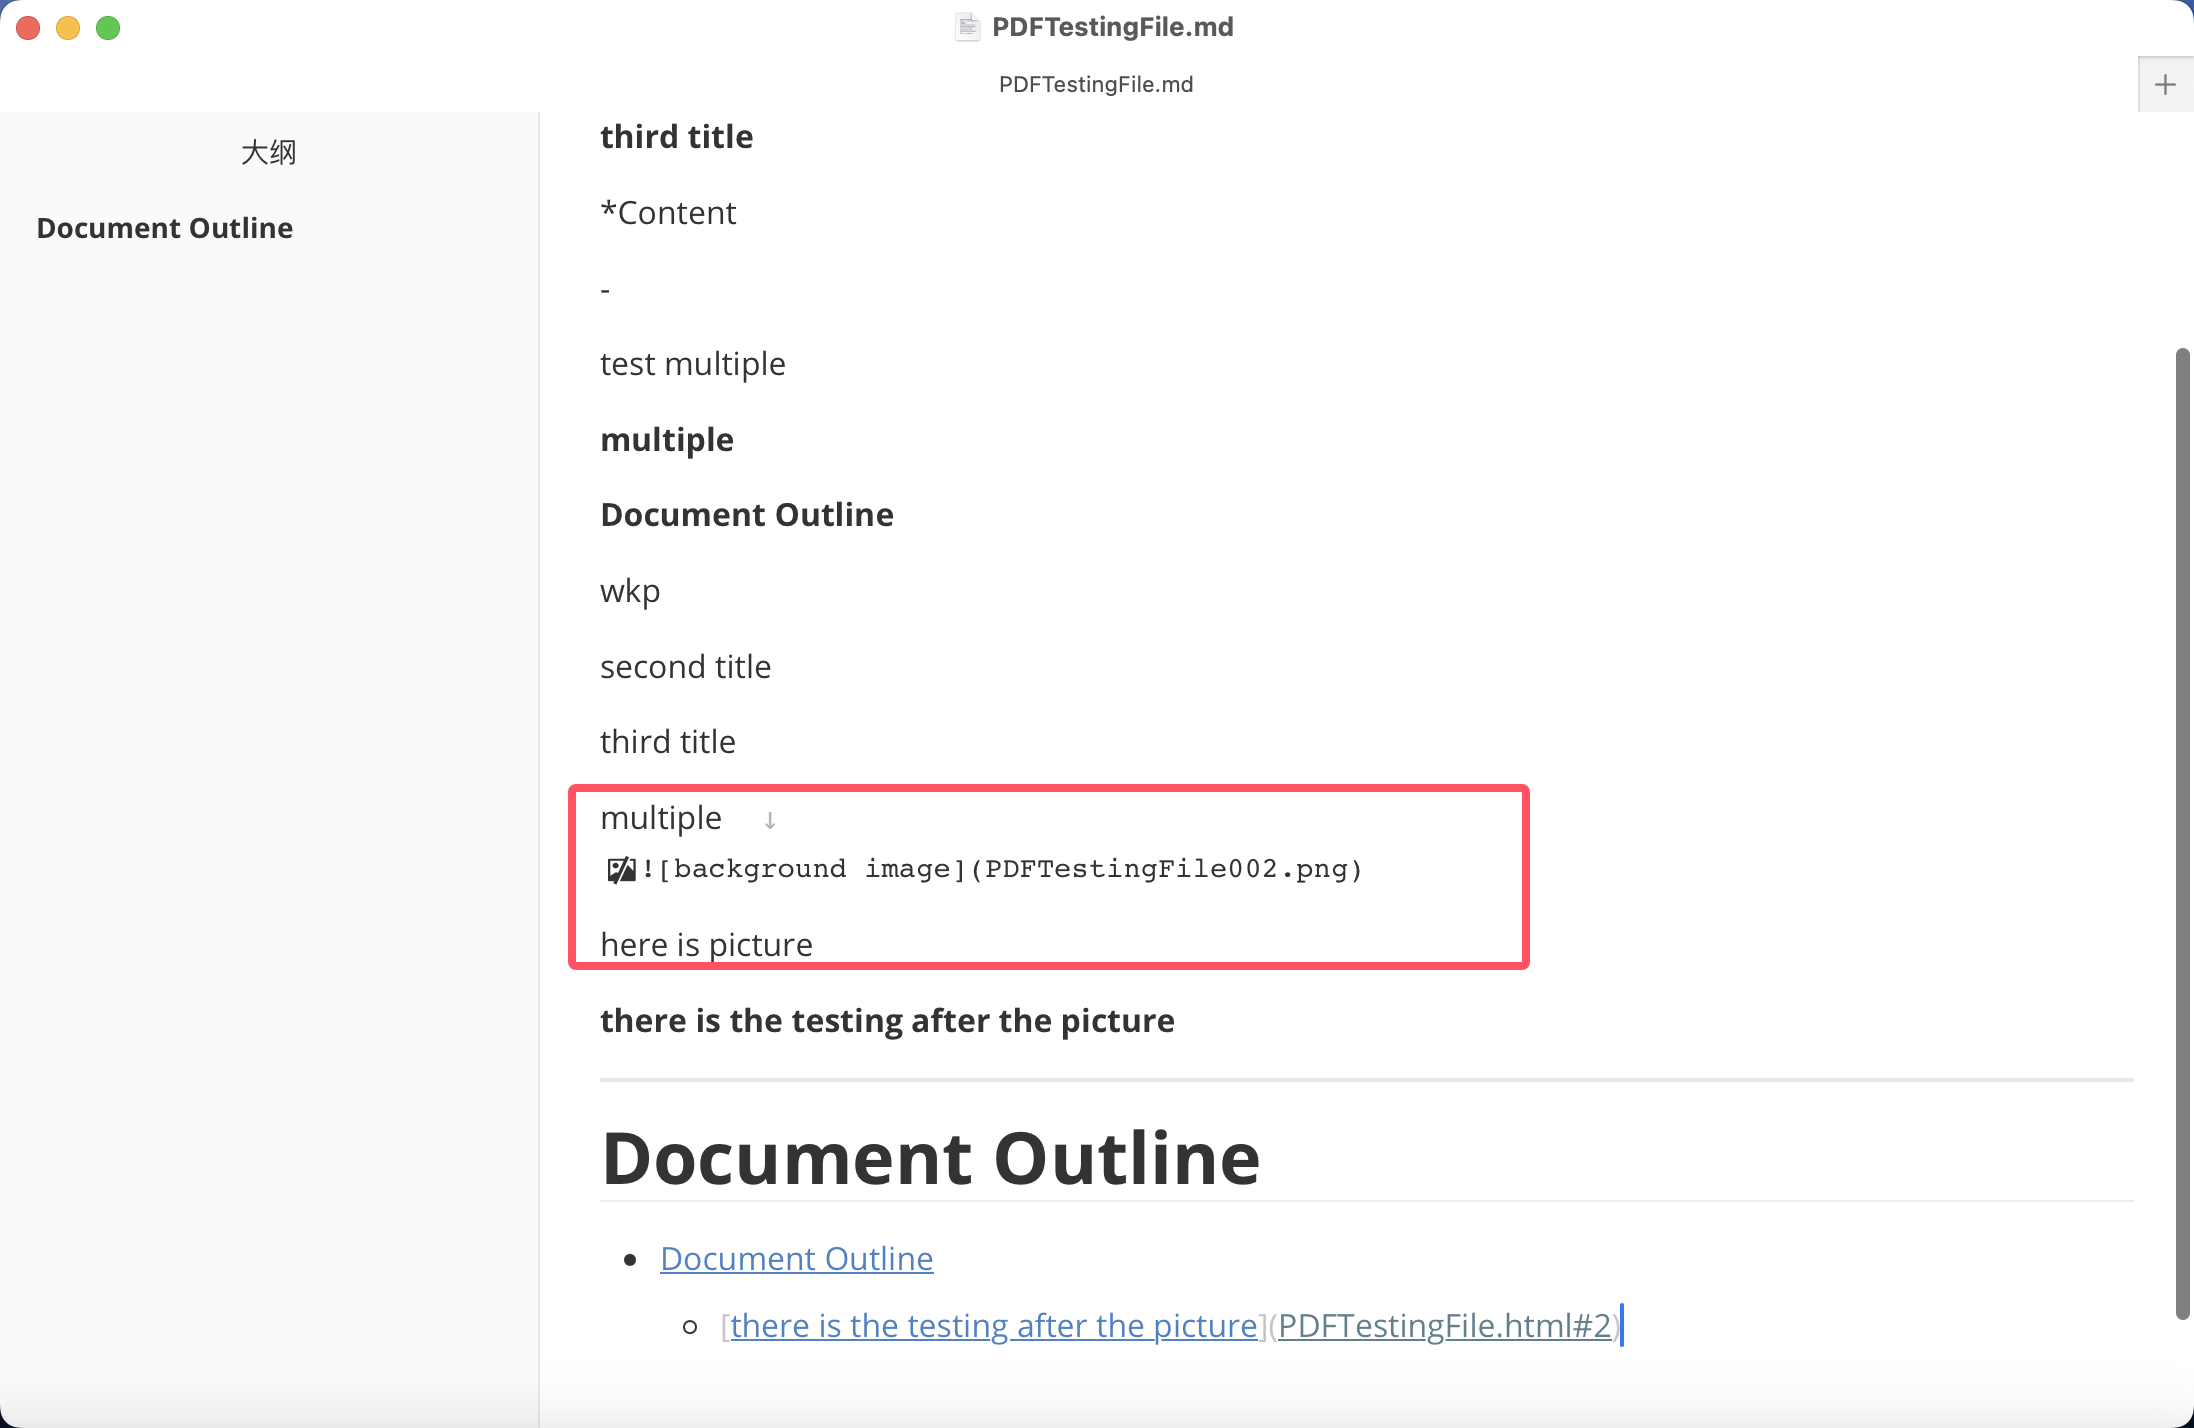 PDFTestingFile.md
PDFTestingFile.md
大纲
Document Outline
third title
*Content
-
test multiple
multiple
Document Outline
wkp
second title
third title
multiple ↓
![background image](PDFTestingFile002.png)
here is picture
there is the testing after the picture
Document Outline
Document Outline
[there is the testing after the picture](PDFTestingFile.html#2)